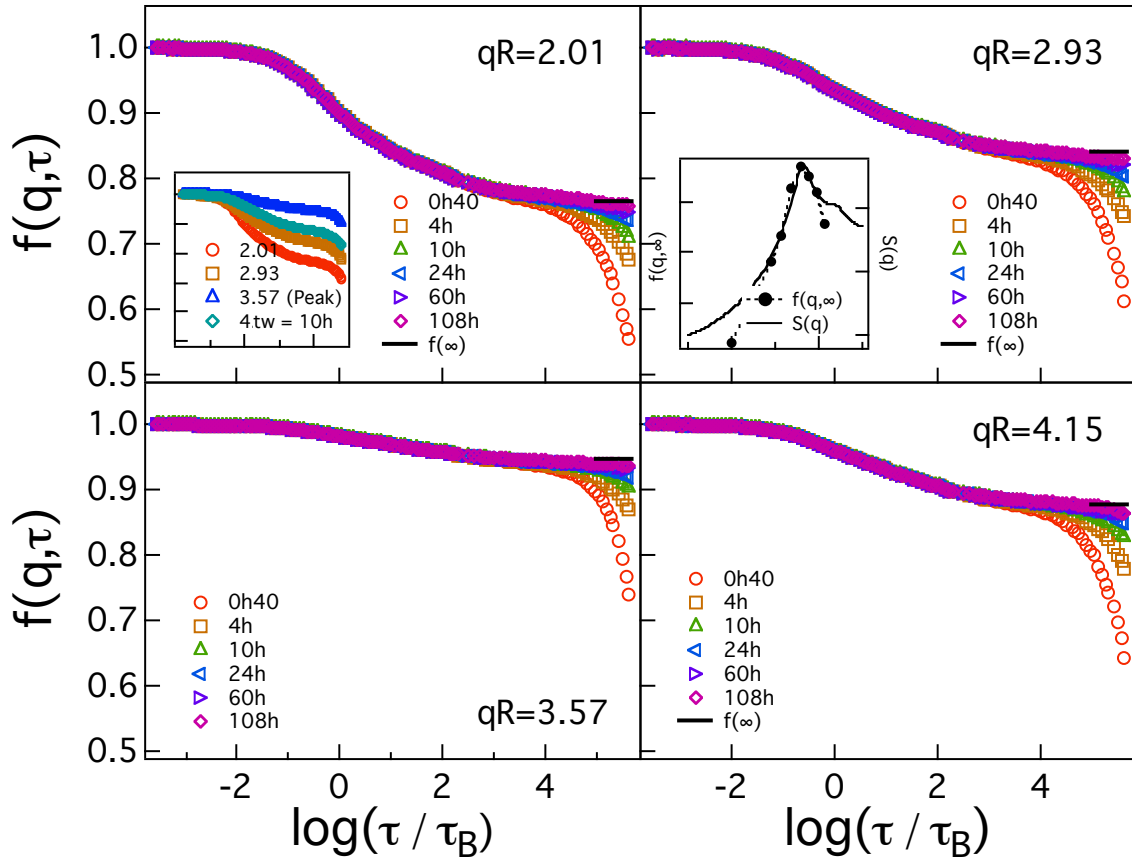 1.0
0.9
0.8
0.7
0.6
0.5
f(q,τ)
qR=2.01
0h40
4h
10h
24h
60h
108h
f(∞)
2.01
2.93
3.57 (Peak)
4.tw = 10h
qR=2.93
0h40
4h
10h
24h
60h
108h
f(∞)
f(q,∞)
S(q)
f(q,∞)
S(q)
1.0
0.9
0.8
0.7
0.6
0.5
f(q,τ)
0h40
4h
10h
24h
60h
108h
qR=3.57
qR=4.15
0h40
4h
10h
24h
60h
108h
f(∞)
-2 0 2 4
-2 0 2 4
log(τ / τB)
log(τ / τB)